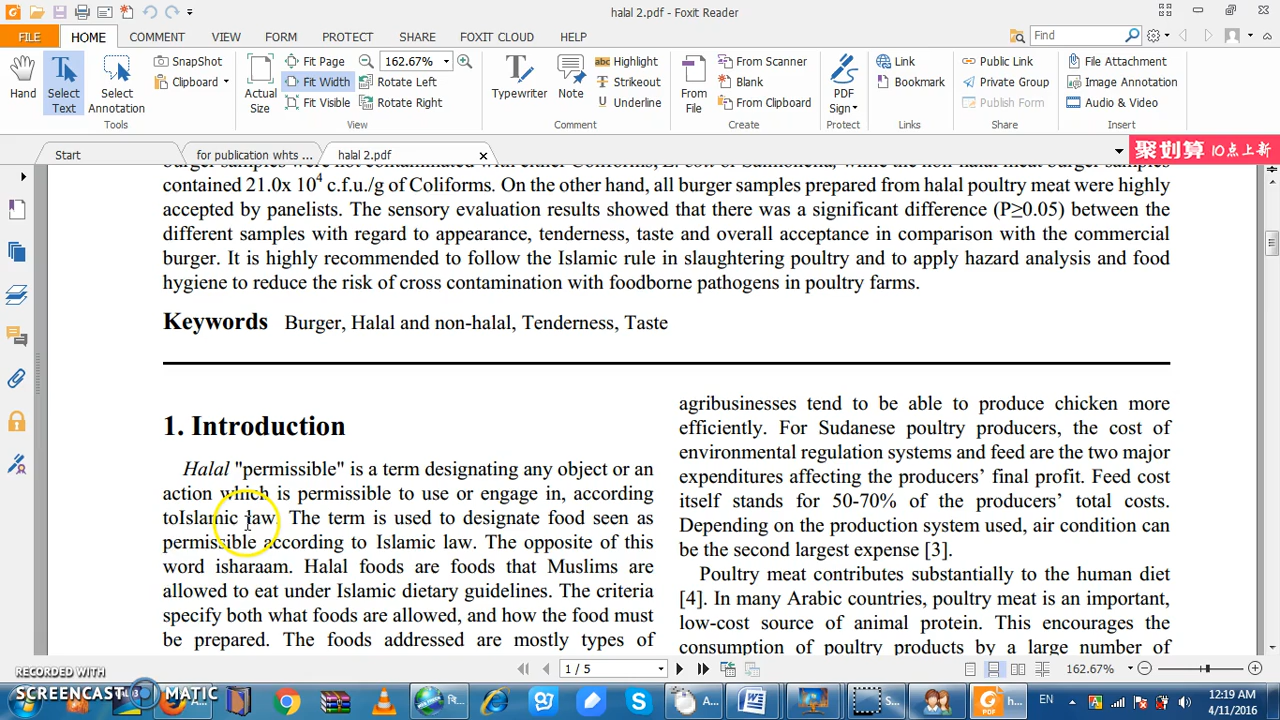 halal 2.pdf - Foxit Reader
FILE HOME COMMENT VIEW FORM PROTECT SHARE FOXIT CLOUD HELP
Find
Hand
Select Text
Select Annotation
SnapShot
Clipboard
Tools
Actual Size
Fit Page
Fit Width
Fit Visible
162.67%
Rotate Left
Rotate Right
View
Typewriter
Note
Highlight
Strikeout
Underline
Comment
From File
From Scanner
Blank
From Clipboard
Create
PDF Sign
Protect
Link
Bookmark
Links
Public Link
Private Group
Publish Form
Share
File Attachment
Image Annotation
Audio & Video
Insert
Start
for publication whts ...
halal 2.pdf
聚划算 10点上新
contained 21.0x 10⁴ c.f.u./g of Coliforms. On the other hand, all burger samples prepared from halal poultry meat were highly
accepted by panelists. The sensory evaluation results showed that there was a significant difference (P≥0.05) between the
different samples with regard to appearance, tenderness, taste and overall acceptance in comparison with the commercial
burger. It is highly recommended to follow the Islamic rule in slaughtering poultry and to apply hazard analysis and food
hygiene to reduce the risk of cross contamination with foodborne pathogens in poultry farms.
Keywords Burger, Halal and non-halal, Tenderness, Taste
1. Introduction
Halal "permissible" is a term designating any object or an
action which is permissible to use or engage in, according
toIslamic law. The term is used to designate food seen as
permissible according to Islamic law. The opposite of this
word isharaam. Halal foods are foods that Muslims are
allowed to eat under Islamic dietary guidelines. The criteria
specify both what foods are allowed, and how the food must
be prepared. The foods addressed are mostly types of
agribusinesses tend to be able to produce chicken more
efficiently. For Sudanese poultry producers, the cost of
environmental regulation systems and feed are the two major
expenditures affecting the producers' final profit. Feed cost
itself stands for 50-70% of the producers' total costs.
Depending on the production system used, air condition can
be the second largest expense [3].
Poultry meat contributes substantially to the human diet
[4]. In many Arabic countries, poultry meat is an important,
low-cost source of animal protein. This encourages the
consumption of poultry products by a large number of
1 / 5
162.67%
RECORDED WITH
SCREENCAST MATIC
EN
12:19 AM
4/11/2016